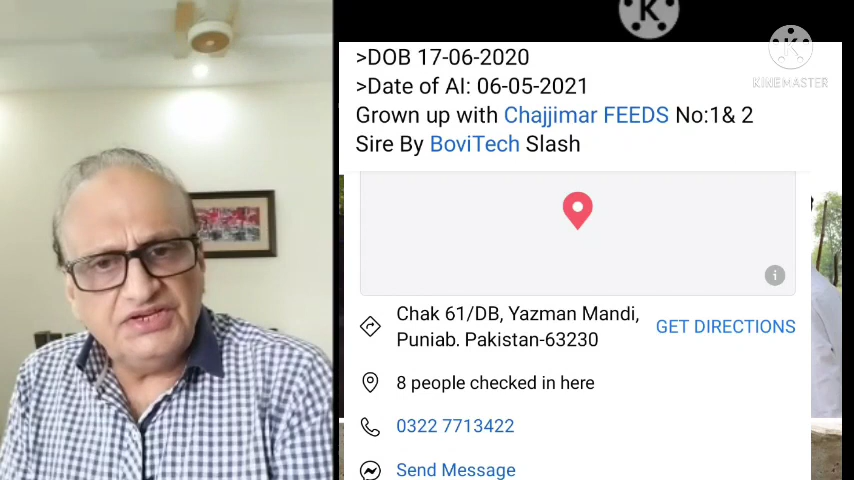 >DOB 17-06-2020
>Date of AI: 06-05-2021
Grown up with Chajjimar FEEDS No:1& 2
Sire By BoviTech Slash
K
K
KINEMASTER
i
Chak 61/DB, Yazman Mandi,
Punjab. Pakistan-63230
GET DIRECTIONS
8 people checked in here
0322 7713422
Send Message